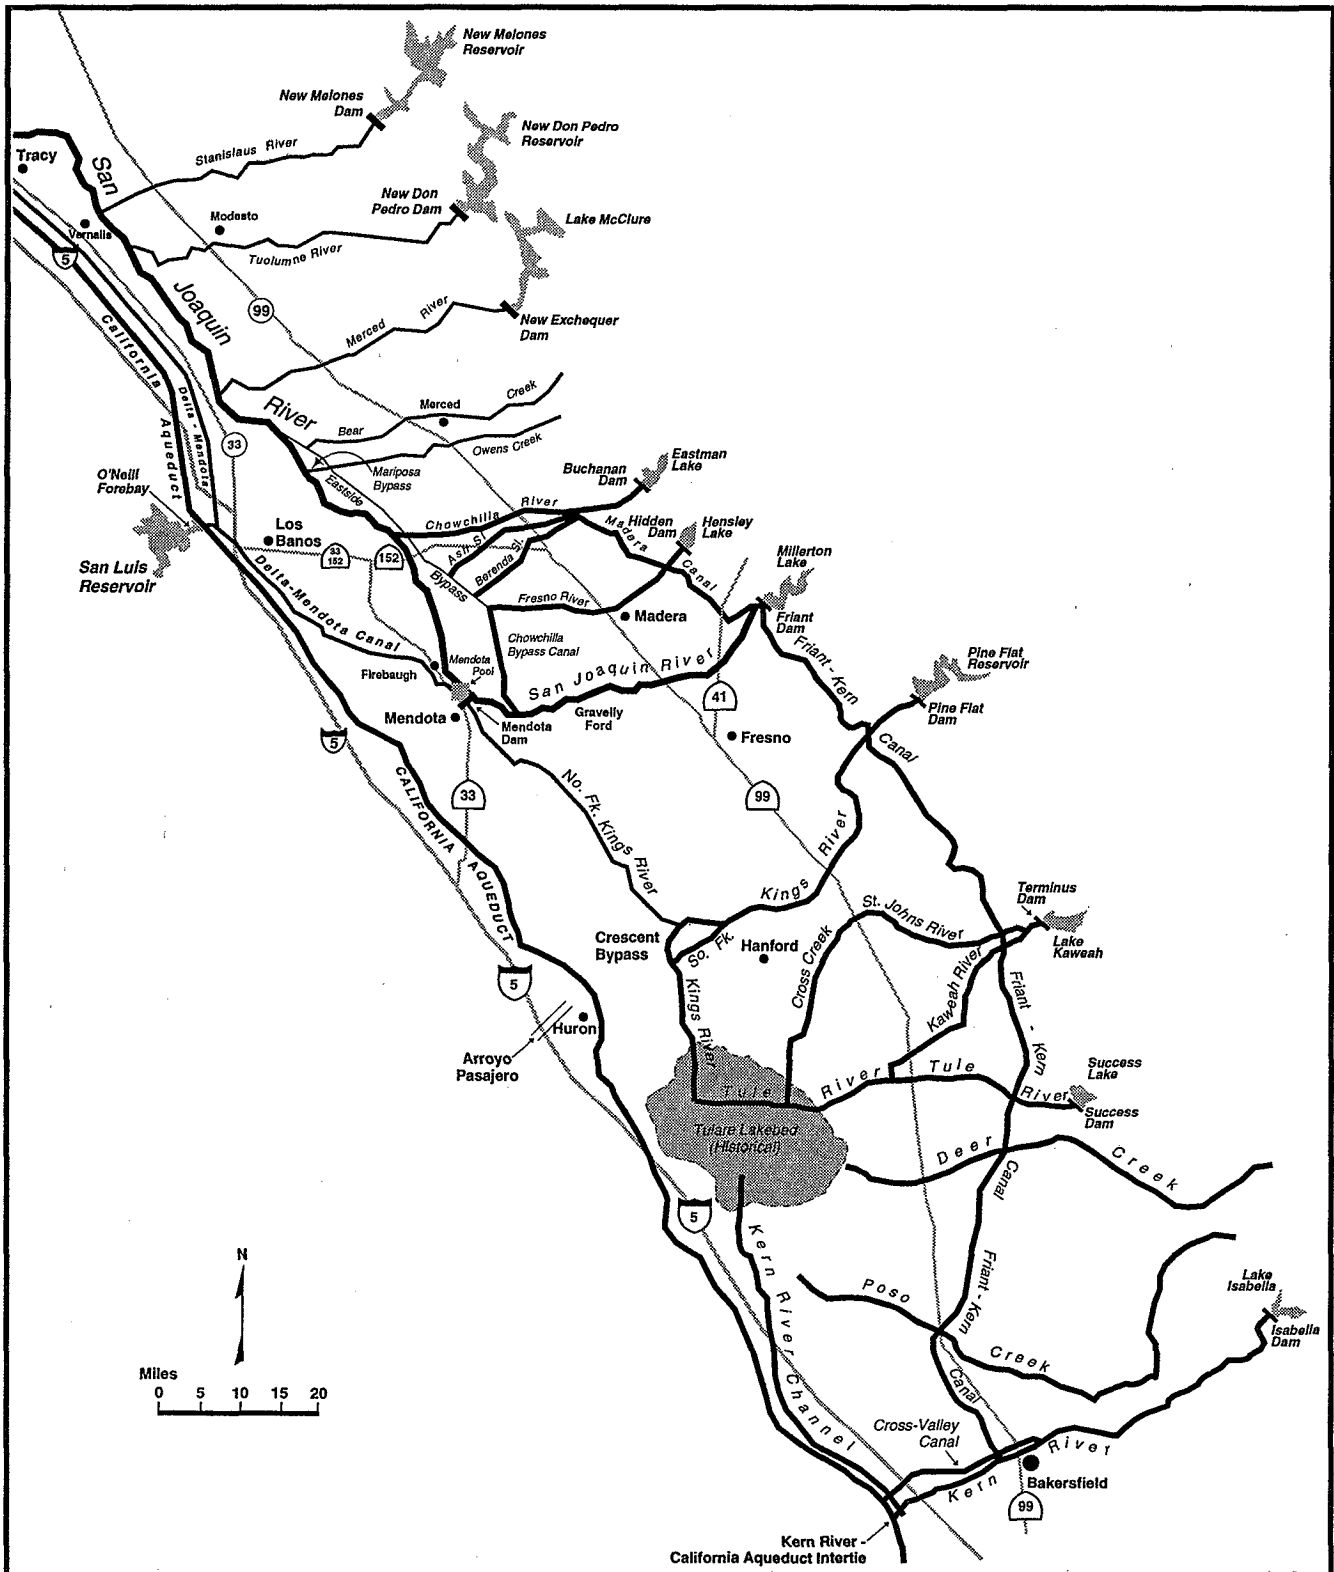 New Melones
Reservoir
New Melones
Dam
New Don Pedro
Reservoir
Stanislaus River
Tracy
San
New Don
Pedro Dam
Lake McClure
Modesto
Vernalis
Tuolumne River
5
Joaquin
99
California
Merced River
New Exchequer
Dam
Delta - Mendota
Aqueduct
River
Merced
Creek
Bear
Owens Creek
33
Mariposa
Bypass
Eastside
O'Neill
Forebay
Buchanan
Dam
Eastman
Lake
Chowchilla River
Los
Banos
33
152
152
Ash Sl.
Berenda Sl.
Madera
Canal
Hidden
Dam
Hensley
Lake
Millerton
Lake
San Luis
Reservoir
Delta-Mendota Canal
Bypass
Fresno River
Madera
Friant
Dam
Chowchilla
Bypass Canal
Firebaugh
Mendota
Pool
San Joaquin River
Friant - Kern
Pine Flat
Reservoir
41
Pine Flat
Dam
Mendota
Mendota
Dam
Gravelly
Ford
Fresno
Canal
5
CALIFORNIA
AQUEDUCT
33
No. Fk. Kings River
99
River
Kings
Terminus
Dam
St. Johns River
Crescent
Bypass
So. Fk.
Hanford
Cross Creek
Lake
Kaweah
Kaweah River
5
Kings River
Friant - Kern
Huron
Arroyo
Pasajero
Tule River
Tule
River
Success
Lake
Success
Dam
Tulare Lakebed
(Historical)
Deer
Creek
Canal
5
Kern River Channel
N
Poso
Friant - Kern
Lake
Isabella
Isabella
Dam
Creek
Miles
0 5 10 15 20
Canal
Cross-Valley
Canal
River
Kern
Bakersfield
99
Kern River -
California Aqueduct Intertie